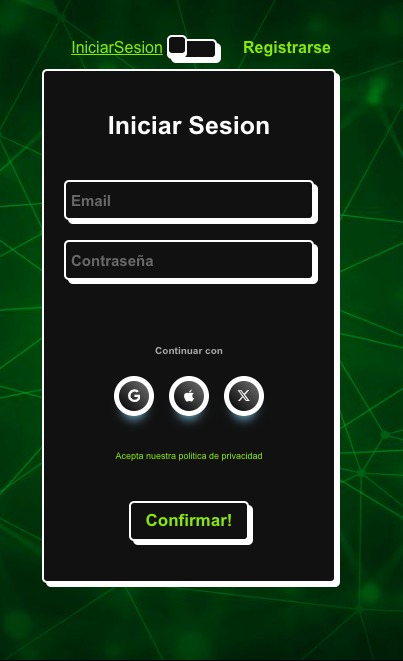 IniciarSesion Registrarse
Iniciar Sesion
Email
Contraseña
Continuar con
Acepta nuestra politica de privacidad
Confirmar!